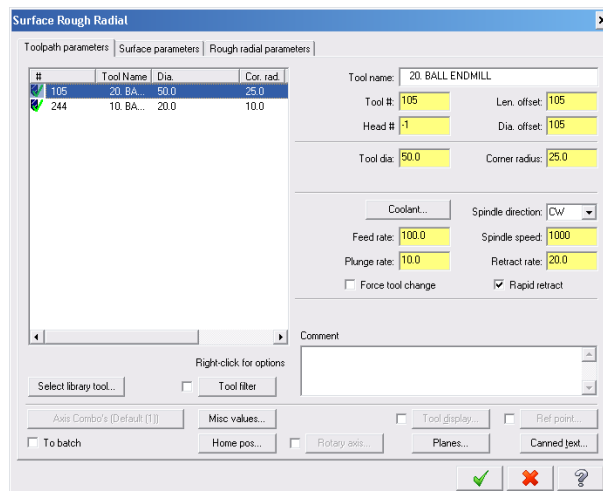 Surface Rough Radial
Toolpath parameters Surface parameters Rough radial parameters
# Tool Name Dia. Cor. rad.
105 20. BA... 50.0 25.0
244 10. BA... 20.0 10.0
Tool name: 20. BALL ENDMILL
Tool #: 105 Len. offset: 105
Head # -1 Dia. offset: 105
Tool dia: 50.0 Corner radius: 25.0
Coolant... Spindle direction: CW
Feed rate: 100.0 Spindle speed: 1000
Plunge rate: 10.0 Retract rate: 20.0
Force tool change Rapid retract
Comment
Right-click for options
Select library tool... Tool filter
Axis Combo's (Default (1)) Misc values... Tool display... Ref point...
To batch Home pos... Rotary axis... Planes... Canned text...